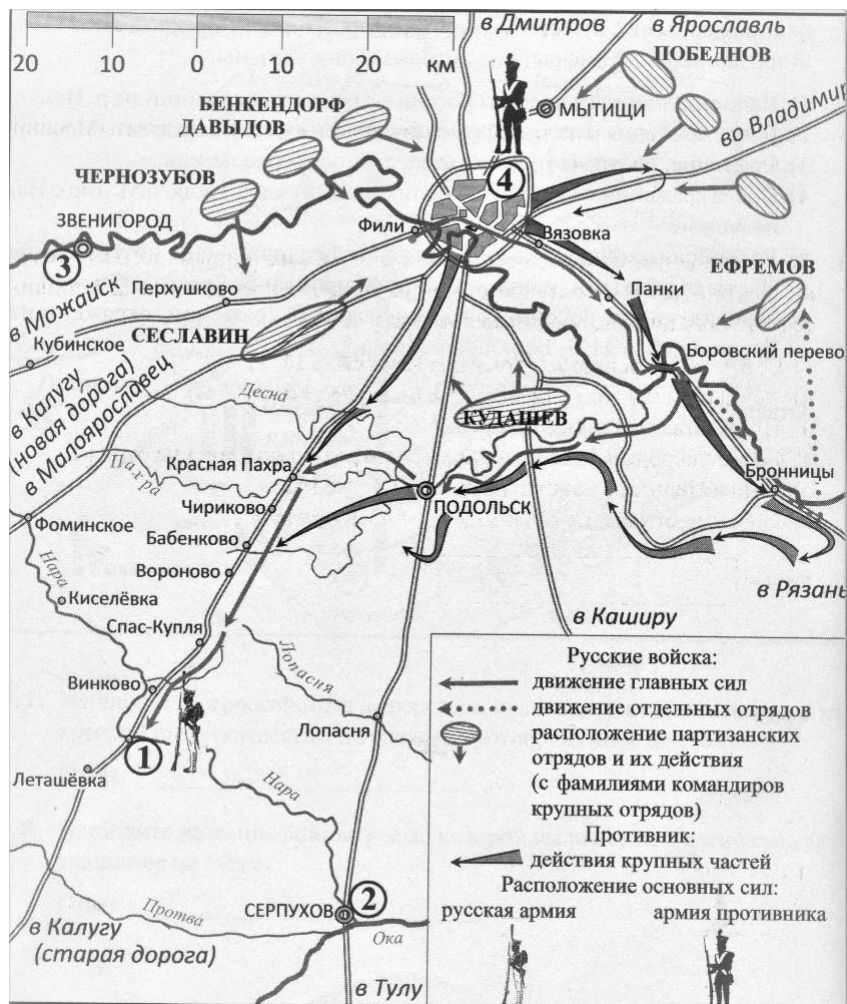 в Дмитров
в Ярославль
ПОБЕДНОВ
20 10 0 10 20 км
МЫТИЩИ
во Владимир
БЕНКЕНДОРФ
ДАВЫДОВ
ЧЕРНОЗУБОВ
4
ЗВЕНИГОРОД
3
Фили
Вязовка
ЕФРЕМОВ
Перхушково
Панки
в Можайск
СЕСЛАВИН
Кубинское
Боровский перевоз
в Калугу
(новая дорога)
в Малоярославец
Десна
КУДАШЕВ
Пахра
Красная Пахра
Бронницы
Чириково
ПОДОЛЬСК
Фоминское
Бабенково
Нара
Вороново
Киселёвка
в Рязань
в Каширу
Спас-Купля
Лопасня
Винково
Лопасня
1
Леташёвка
Нара
2
СЕРПУХОВ
Протва
Ока
в Калугу
(старая дорога)
в Тулу
Русские войска:
движение главных сил
движение отдельных отрядов
расположение партизанских
отрядов и их действия
(с фамилиями командиров
крупных отрядов)
Противник:
действия крупных частей
Расположение основных сил:
русская армия
армия противника